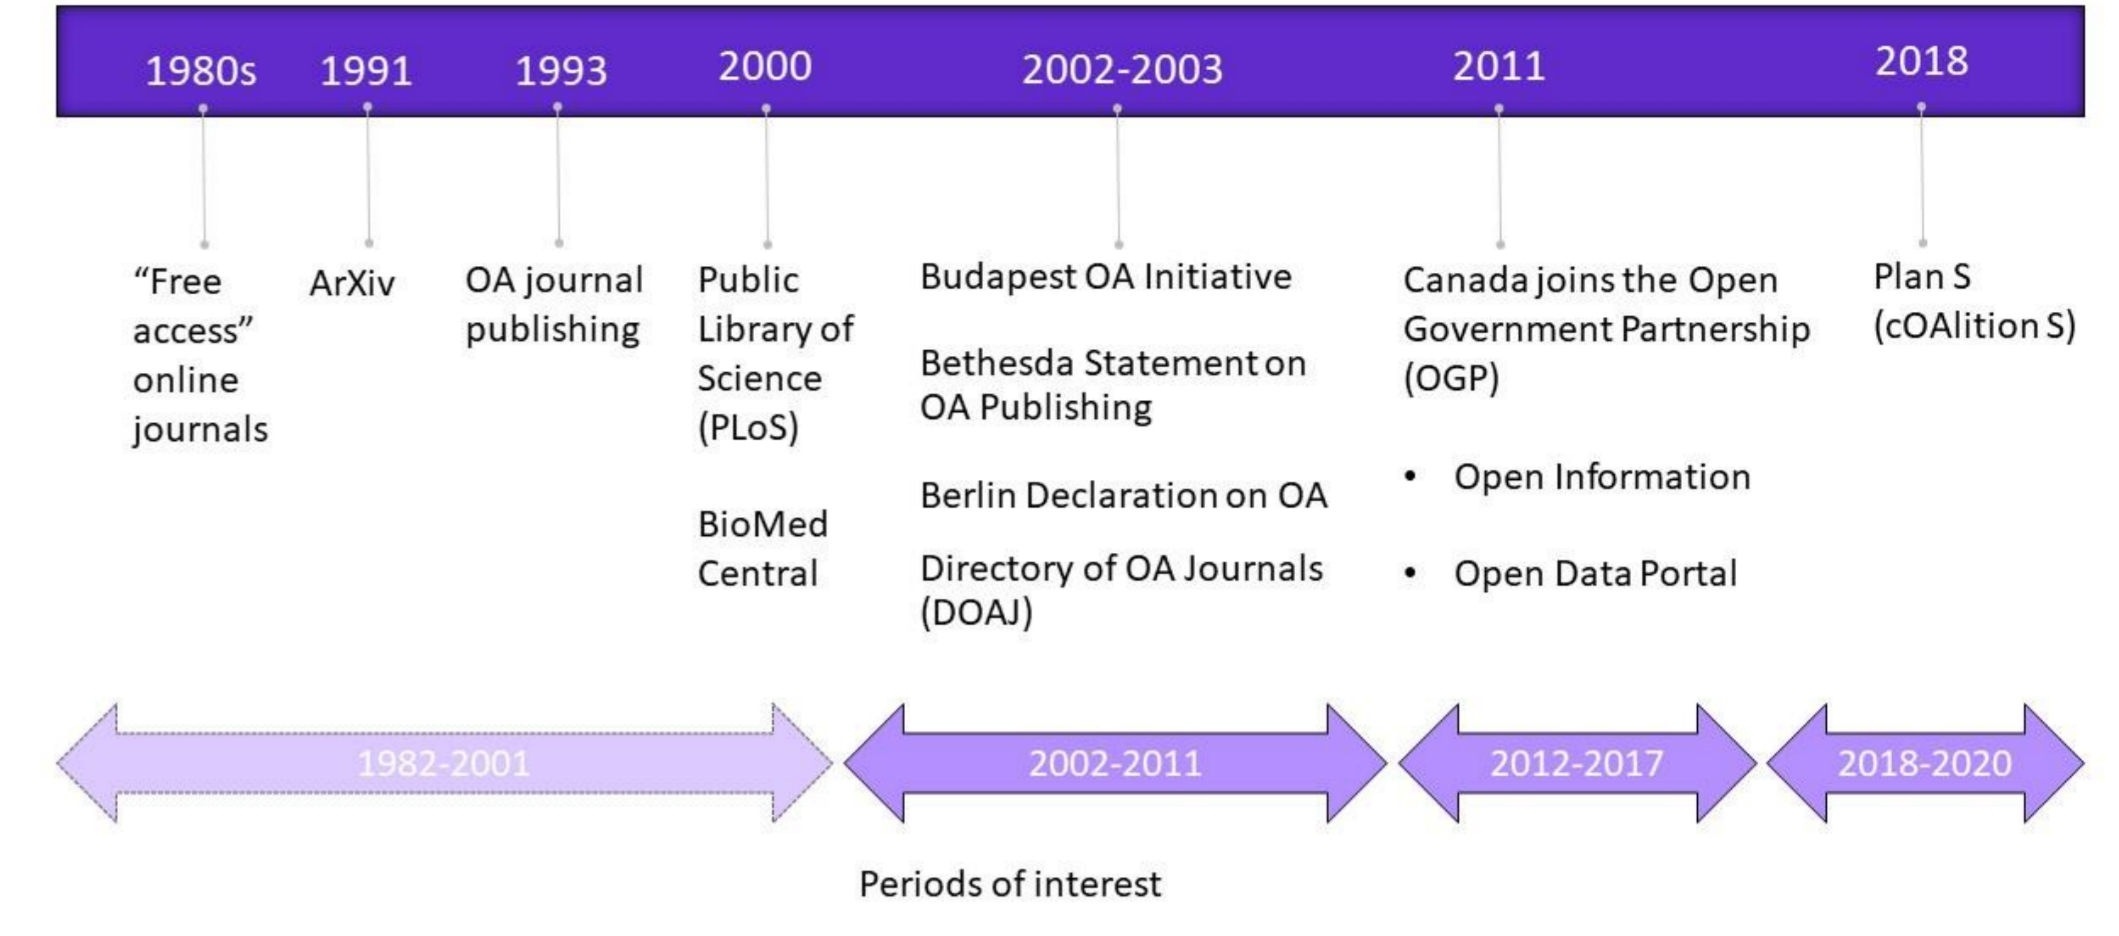 1980s
1991
1993
2000
2002-2003
2011
2018
“Free
access”
online
journals
ArXiv
OA journal
publishing
Public
Library of
Science
(PLoS)
BioMed
Central
Budapest OA Initiative
Bethesda Statement on
OA Publishing
Berlin Declaration on OA
Directory of OA Journals
(DOAJ)
Canada joins the Open
Government Partnership
(OGP)
• Open Information
• Open Data Portal
Plan S
(cOAlition S)
1982-2001
2002-2011
2012-2017
2018-2020
Periods of interest